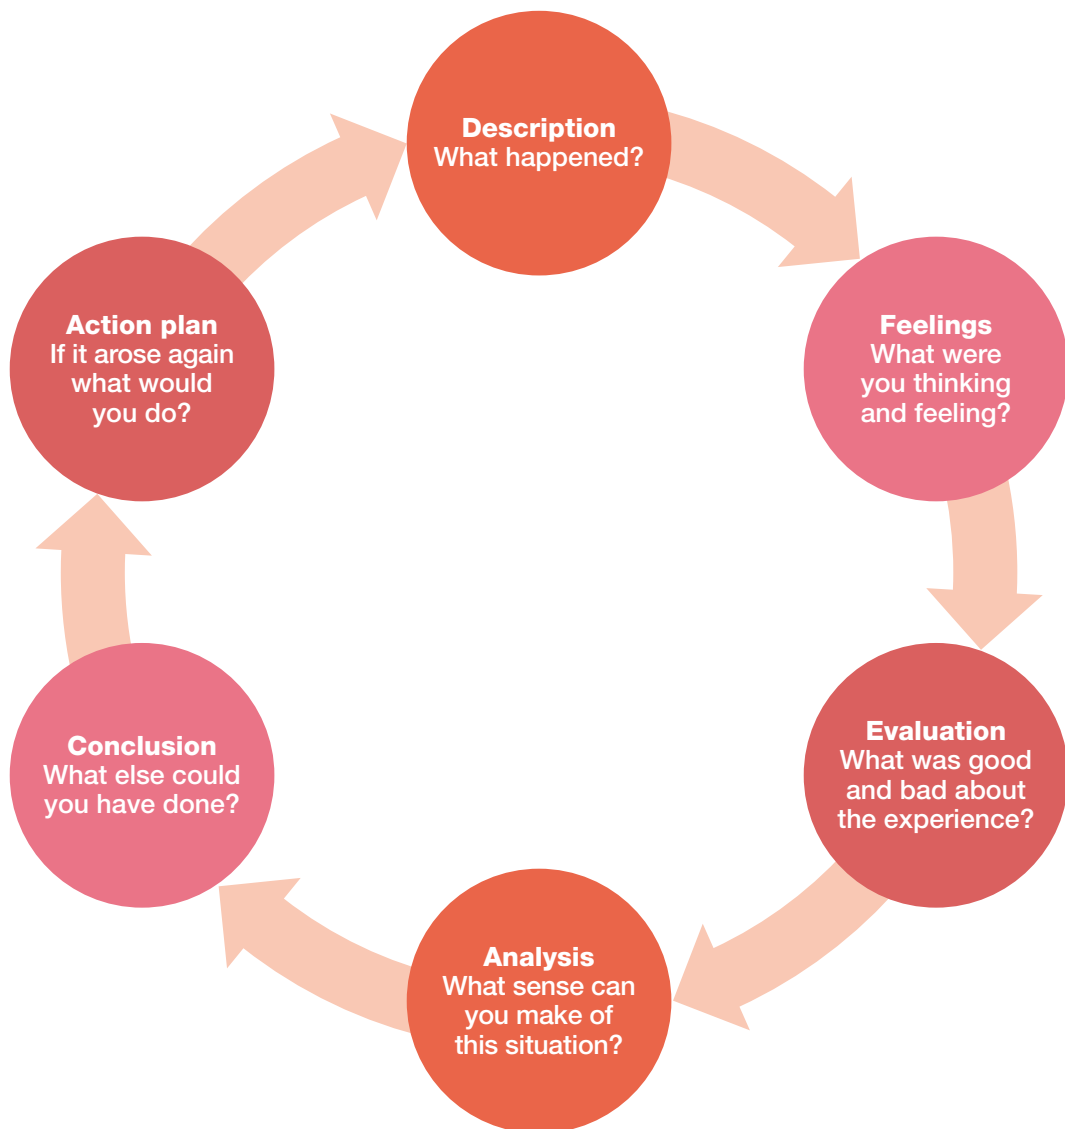 Description
What happened?
Feelings
What were
you thinking
and feeling?
Evaluation
What was good
and bad about
the experience?
Analysis
What sense can
you make of
this situation?
Conclusion
What else could
you have done?
Action plan
If it arose again
what would
you do?